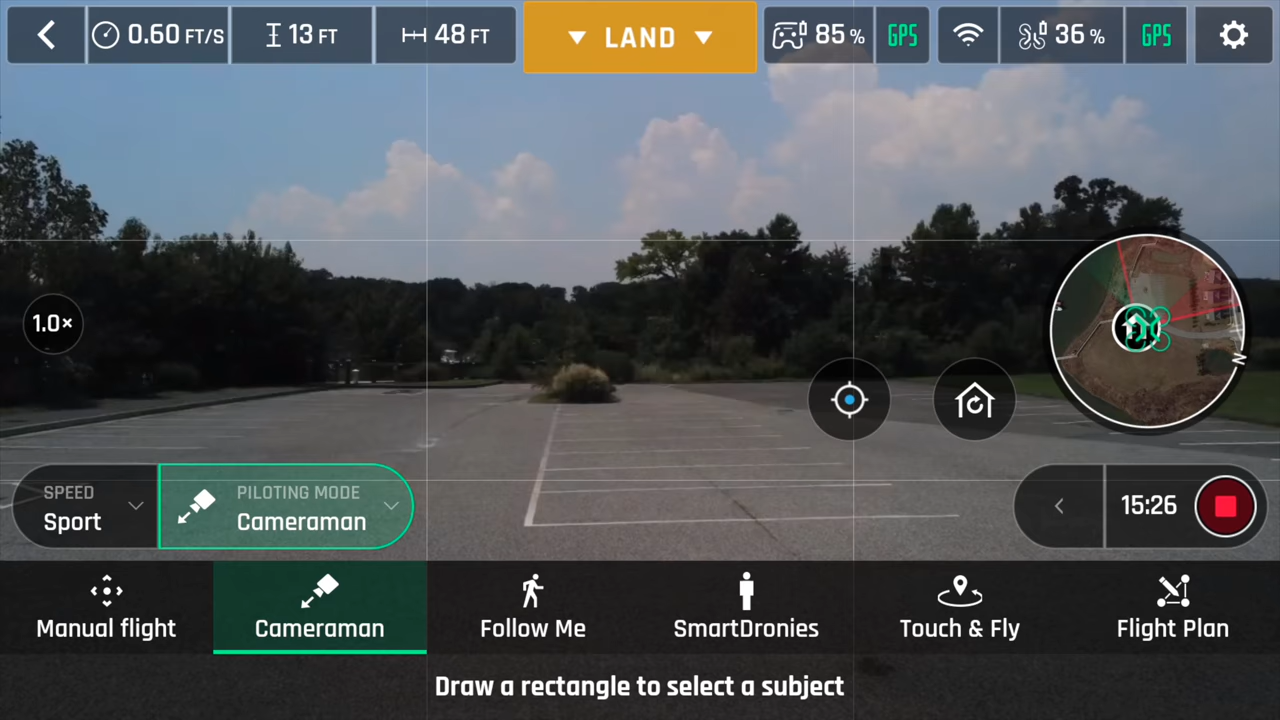 0.60 FT/S
13 FT
48 FT
LAND
85 %
GPS
36 %
GPS
1.0×
N
SPEED
Sport
PILOTING MODE
Cameraman
15:26
Manual flight
Cameraman
Follow Me
SmartDronies
Touch & Fly
Flight Plan
Draw a rectangle to select a subject